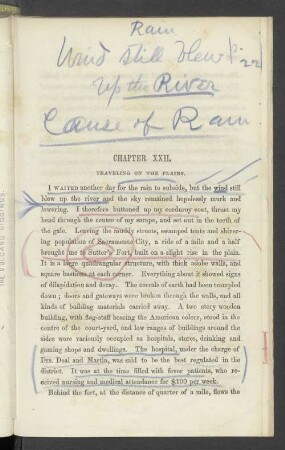 Rain
Wind still blew
up the River
Cause of Rain
CHAPTER XXII.
TRAVELING ON THE PLAINS.
I WAITED another day for the rain to subside, but the wind still
blew up the river and the sky remained hopelessly murk and
lowering. I therefore buttoned up my corduroy coat, thrust my
head through the centre of my sarape, and set out in the teeth of
the gale. Leaving the muddy streets, swamped tents and shiver-
ing population of Sacramento City, a ride of a mile and a half
brought me to Sutter's Fort, built on a slight rise in the plain.
It is a large quadrangular structure, with thick adobe walls, and
square bastions at each corner. Everything about it showed signs
of dilapidation and decay. The corrals of earth had been trampled
down; doors and gateways were broken through the walls, and all
kinds of building materials carried away. A two story wooden
building, with flag-staff bearing the American colors, stood in the
centre of the court-yard, and low ranges of buildings around the
sides were variously occupied as hospitals, stores, drinking and
gaming shops and dwellings. The hospital, under the charge of
Drs. Deal and Martin, was said to be the best regulated in the
district. It was at the time filled with fever patients, who re-
ceived nursing and medical attendance for $100 per week.
Behind the fort, at the distance of quarter of a mile, flows the